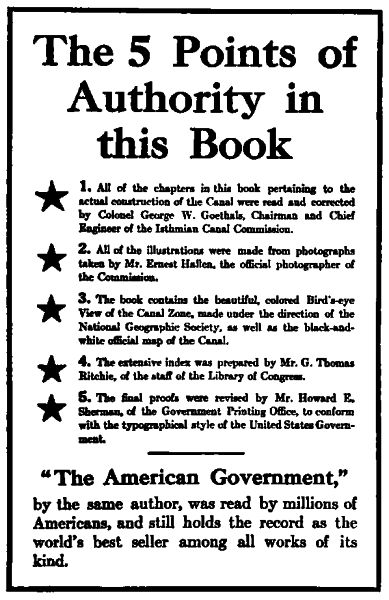 The 5 Points of
Authority in
this Book
1. All of the chapters in this book pertaining to the
actual construction of the Canal were read and corrected
by Colonel George W. Goethals, Chairman and Chief
Engineer of the Isthmian Canal Commission.
2. All of the illustrations were made from photographs
taken by Mr. Ernest Hallen, the official photographer of
the Commission.
3. The book contains the beautiful, colored Bird's-eye
View of the Canal Zone, made under the direction of the
National Geographic Society, as well as the black-and-
white official map of the Canal.
4. The extensive index was prepared by Mr. G. Thomas
Ritchie, of the staff of the Library of Congress.
5. The final proofs were revised by Mr. Howard E.
Sherman, of the Government Printing Office, to conform
with the typographical style of the United States Govern-
ment.
"The American Government,"
by the same author, was read by millions of
Americans, and still holds the record as the
world's best seller among all works of its
kind.